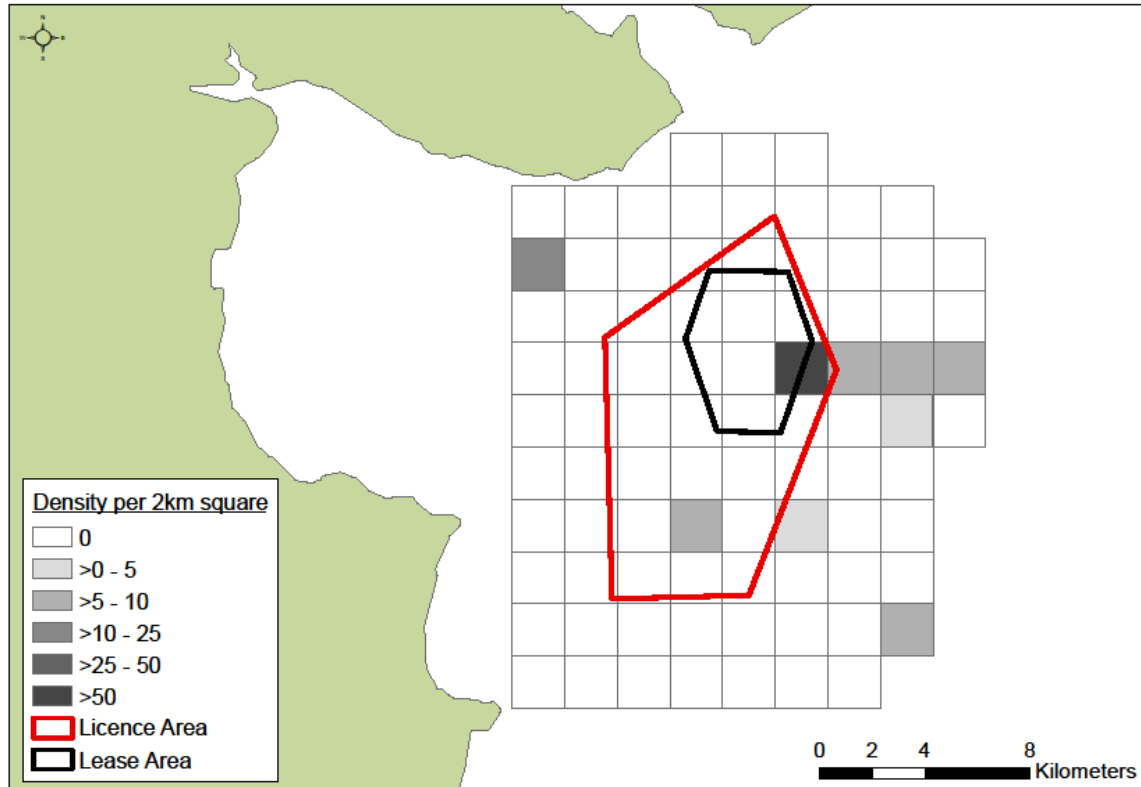 N
W
E
S
Density per 2km square
0
>0 - 5
>5 - 10
>10 - 25
>25 - 50
>50
Licence Area
Lease Area
0 2 4 8
Kilometers